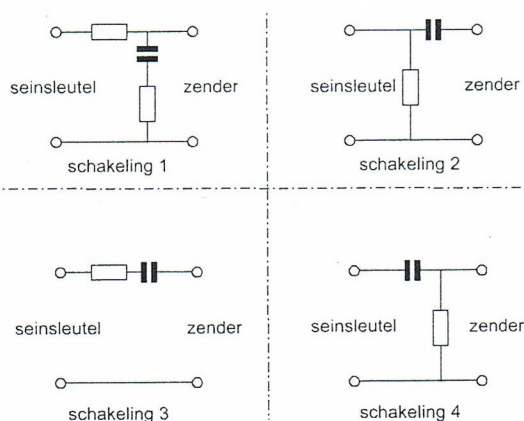 seinsleutel zender
schakeling 1
seinsleutel zender
schakeling 2
seinsleutel zender
schakeling 3
seinsleutel zender
schakeling 4